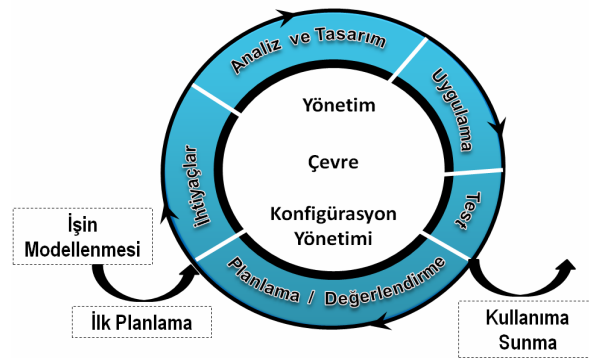 Analiz ve Tasarım
Uygulama
Test
Planlama / Değerlendirme
İhtiyaçlar
Yönetim
Çevre
Konfigürasyon
Yönetimi
İşin
Modellenmesi
İlk Planlama
Kullanıma
Sunma